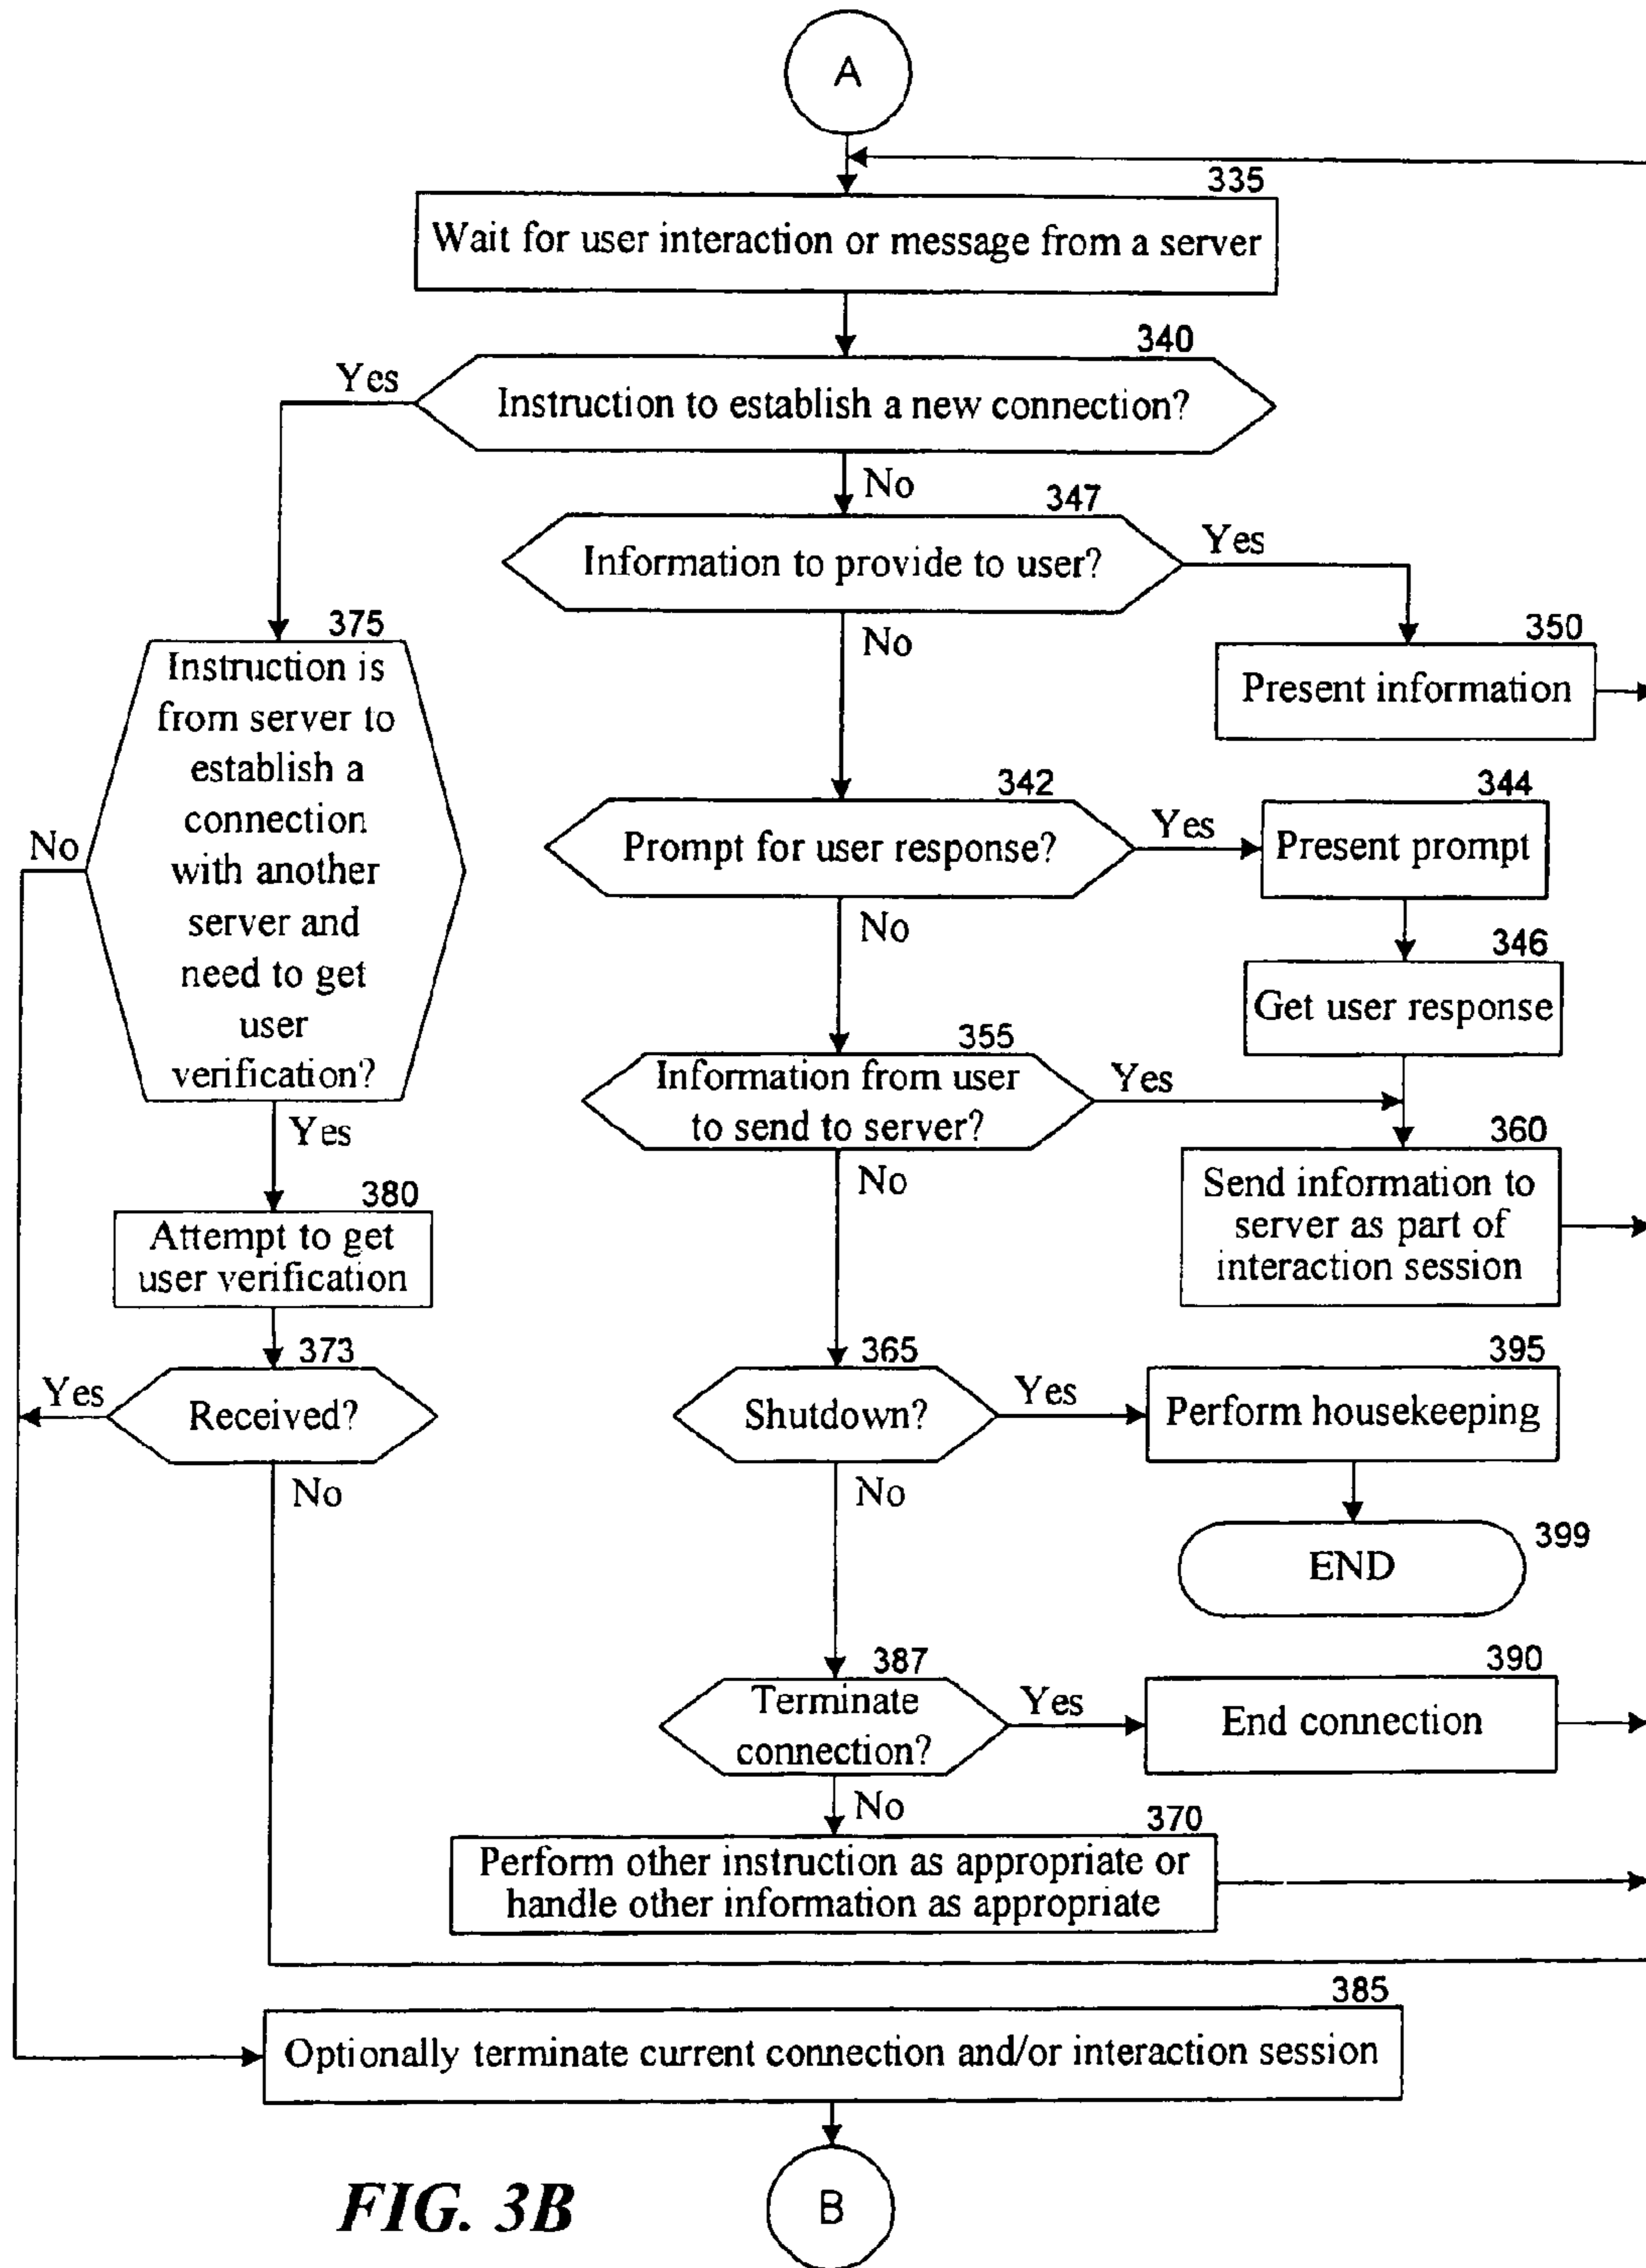 A
335
Wait for user interaction or message from a server
340
Yes
Instruction to establish a new connection?
No
347
Information to provide to user?
Yes
No
350
Present information
375
Instruction is
from server to
establish a
connection
with another
server and
need to get
user
verification?
No
Yes
342
Prompt for user response?
Yes
344
Present prompt
No
346
Get user response
355
Information from user
to send to server?
Yes
No
360
Send information to
server as part of
interaction session
380
Attempt to get
user verification
373
Yes
Received?
No
365
Shutdown?
Yes
395
Perform housekeeping
No
399
END
387
Terminate
connection?
Yes
390
End connection
No
370
Perform other instruction as appropriate or
handle other information as appropriate
385
Optionally terminate current connection and/or interaction session
FIG. 3B
B